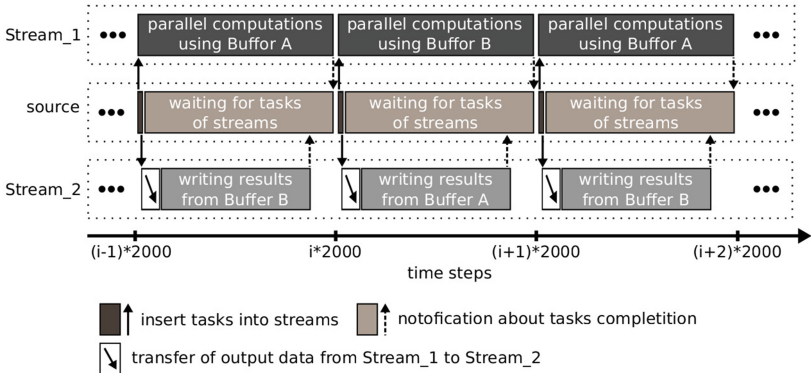 Stream_1
parallel computations
using Buffor A
parallel computations
using Buffor B
parallel computations
using Buffor A
source
waiting for tasks
of streams
waiting for tasks
of streams
waiting for tasks
of streams
Stream_2
writing results
from Buffer B
writing results
from Buffer A
writing results
from Buffer B
(i-1)*2000
i*2000
(i+1)*2000
(i+2)*2000
time steps
insert tasks into streams
notofication about tasks completition
transfer of output data from Stream_1 to Stream_2